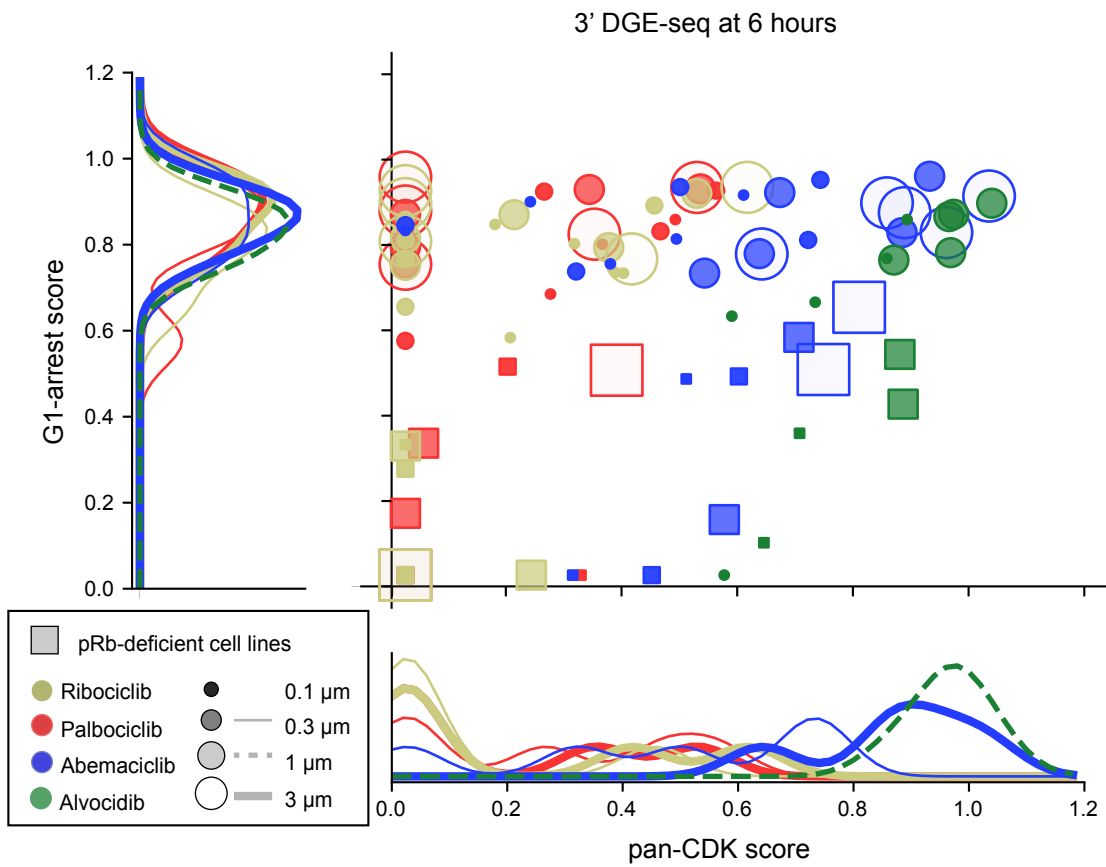 3’ DGE-seq at 6 hours
G1-arrest score
1.2
1.0
0.8
0.6
0.4
0.2
0.0
pRb-deficient cell lines
Ribociclib
Palbociclib
Abemaciclib
Alvocidib
0.1 µm
0.3 µm
1 µm
3 µm
0.0 0.2 0.4 0.6 0.8 1.0 1.2
pan-CDK score